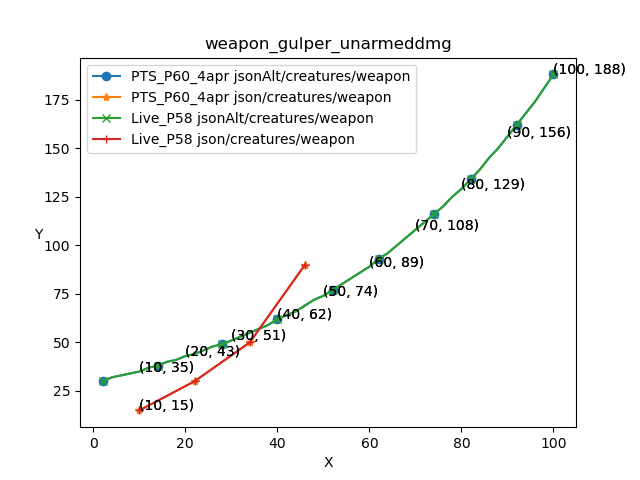 weapon_gulper_unarmeddmg
PTS_P60_4apr jsonAlt/creatures/weapon
PTS_P60_4apr json/creatures/weapon
Live_P58 jsonAlt/creatures/weapon
Live_P58 json/creatures/weapon
(100, 188)
(90, 156)
(80, 129)
(70, 108)
(60, 89)
(50, 74)
(40, 62)
(30, 51)
(20, 43)
(10, 35)
(10, 15)
175
150
125
100
75
50
25
Y
0 20 40 60 80 100
X